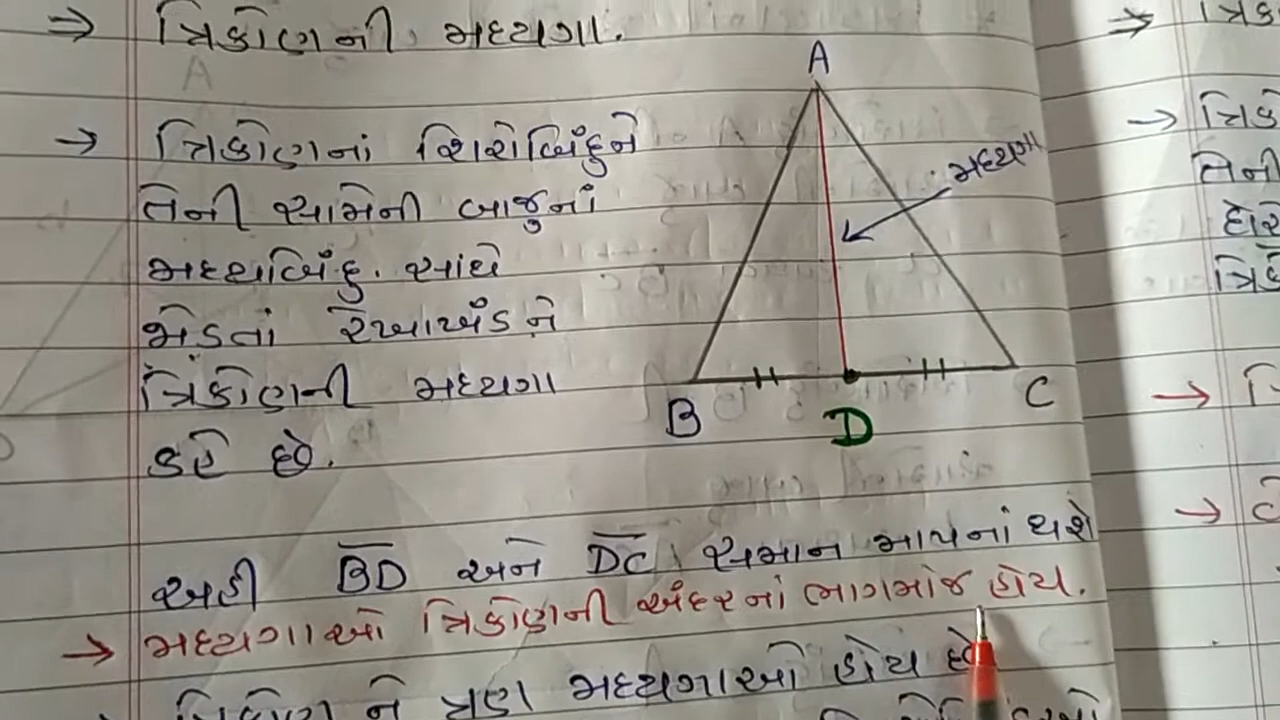 ⇒ ત્રિકોણની મધ્યગા.
A
→ ત્રિકોણનાં શિરોબિંદુને
તેની સામેની બાજુનાં
મધ્યબિંદુ સાથે
જોડતાં રેખાખંડને
ત્રિકોણની મધ્યગા
કહે છે.
મધ્યગા
B
D
C
અહી BD અને DC સમાન માપનાં થશે
→ મધ્યગાઓ ત્રિકોણની અંદરનાં ભાગમાંજ હોય.
ત્રિકોણ ને ત્રણ મધ્યગાઓ હોય છે
→
તેની
→
→